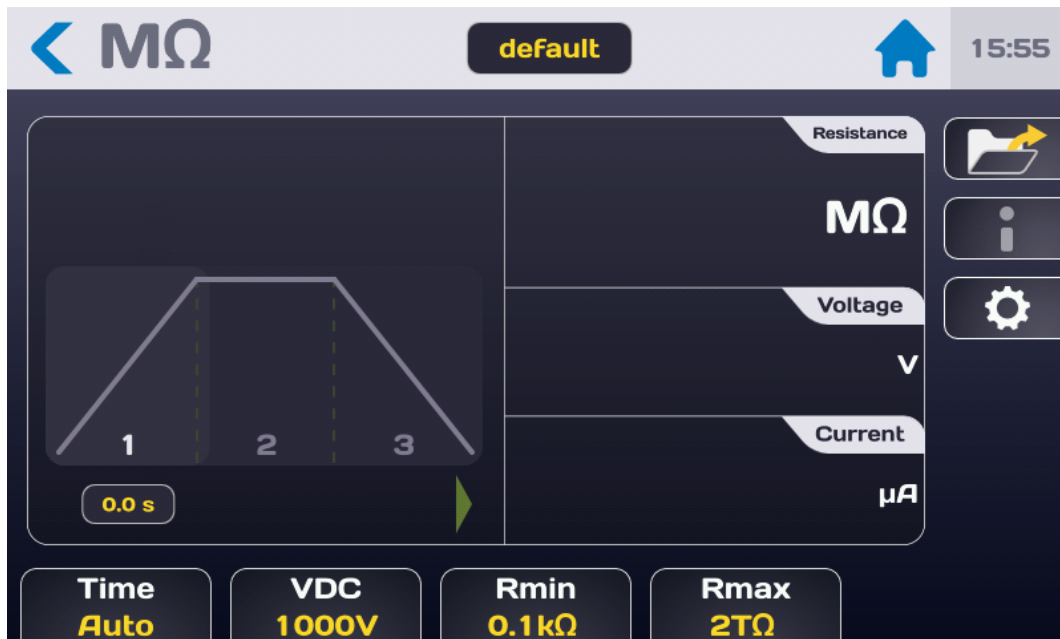 MΩ
default
15:55
Resistance
MΩ
Voltage
V
Current
µA
1 2 3
0.0 s
Time
Auto
VDC
1000V
Rmin
0.1kΩ
Rmax
2TΩ